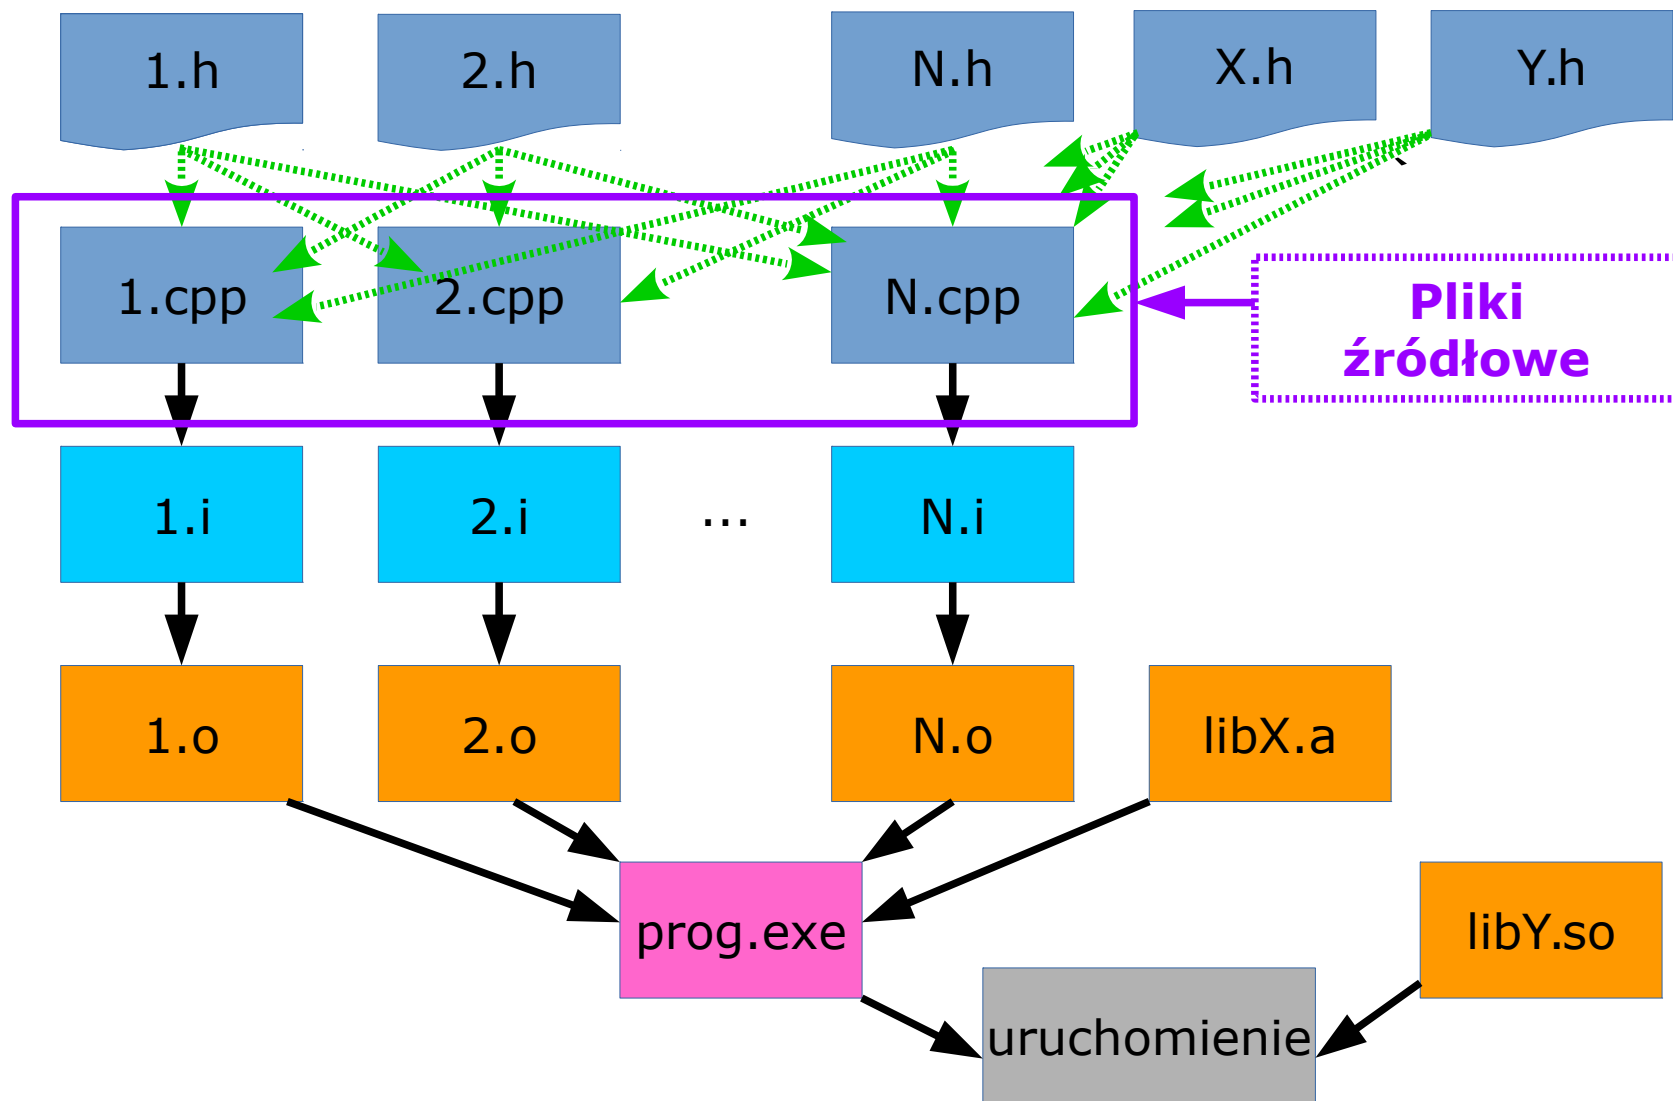 1.h
2.h
N.h
X.h
Y.h
1.cpp
2.cpp
N.cpp
Pliki
źródłowe
1.i
2.i
...
N.i
1.o
2.o
N.o
libX.a
prog.exe
libY.so
uruchomienie